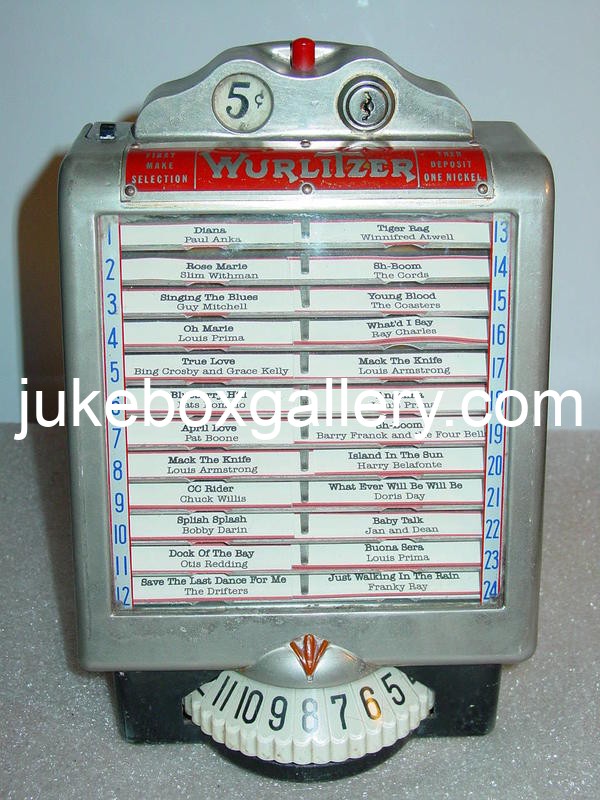 5¢
FIRST
MAKE
SELECTION
WURLITZER
THEN
DEPOSIT
ONE NICKEL
1 Diana
Paul Anka
Tiger Rag 13
Winnifred Atwell
2 Rose Marie
Slim Withman
Sh-Boom 14
The Cords
3 Singing The Blues
Guy Mitchell
Young Blood 15
The Coasters
4 Oh Marie
Louis Prima
What'd I Say 16
Ray Charles
5 True Love
Bing Crosby and Grace Kelly
Mack The Knife 17
Louis Armstrong
6 Hill
18
jukeboxgallery.com
7 April Love
Pat Boone
Sh-Boom 19
Barry Franck and the Four Bells
8 Mack The Knife
Louis Armstrong
Island In The Sun 20
Harry Belafonte
9 CC Rider
Chuck Willis
What Ever Will Be Will Be 21
Doris Day
10 Splish Splash
Bobby Darin
Baby Talk 22
Jan and Dean
11 Dock Of The Bay
Otis Redding
Buona Sera 23
Louis Prima
12 Save The Last Dance For Me
The Drifters
Just Walking In The Rain 24
Franky Ray
11 10 9 8 7 6 5